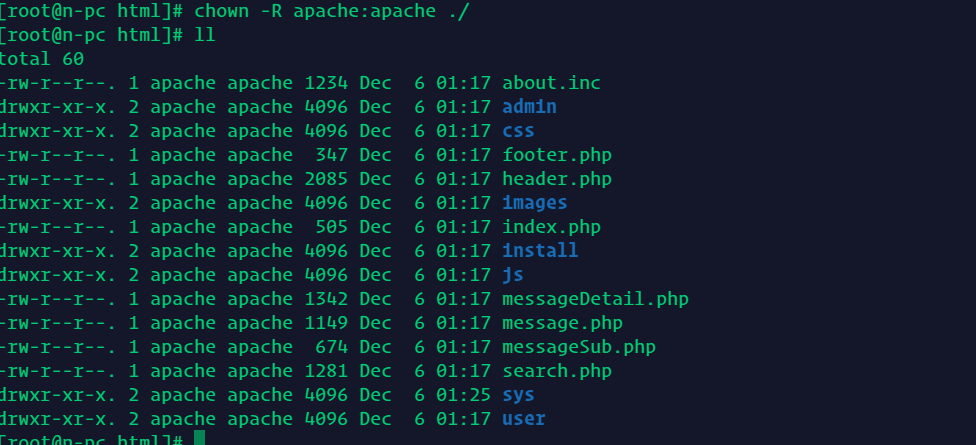 [root@n-pc html]# chown -R apache:apache ./
[root@n-pc html]# ll
total 60
-rw-r--r--. 1 apache apache 1234 Dec  6 01:17 about.inc
drwxr-xr-x. 2 apache apache 4096 Dec  6 01:17 admin
drwxr-xr-x. 2 apache apache 4096 Dec  6 01:17 css
-rw-r--r--. 1 apache apache  347 Dec  6 01:17 footer.php
-rw-r--r--. 1 apache apache 2085 Dec  6 01:17 header.php
drwxr-xr-x. 2 apache apache 4096 Dec  6 01:17 images
-rw-r--r--. 1 apache apache  505 Dec  6 01:17 index.php
drwxr-xr-x. 2 apache apache 4096 Dec  6 01:17 install
drwxr-xr-x. 2 apache apache 4096 Dec  6 01:17 js
-rw-r--r--. 1 apache apache 1342 Dec  6 01:17 messageDetail.php
-rw-r--r--. 1 apache apache 1149 Dec  6 01:17 message.php
-rw-r--r--. 1 apache apache  674 Dec  6 01:17 messageSub.php
-rw-r--r--. 1 apache apache 1281 Dec  6 01:17 search.php
drwxr-xr-x. 2 apache apache 4096 Dec  6 01:25 sys
drwxr-xr-x. 2 apache apache 4096 Dec  6 01:17 user
[root@n-pc html]#